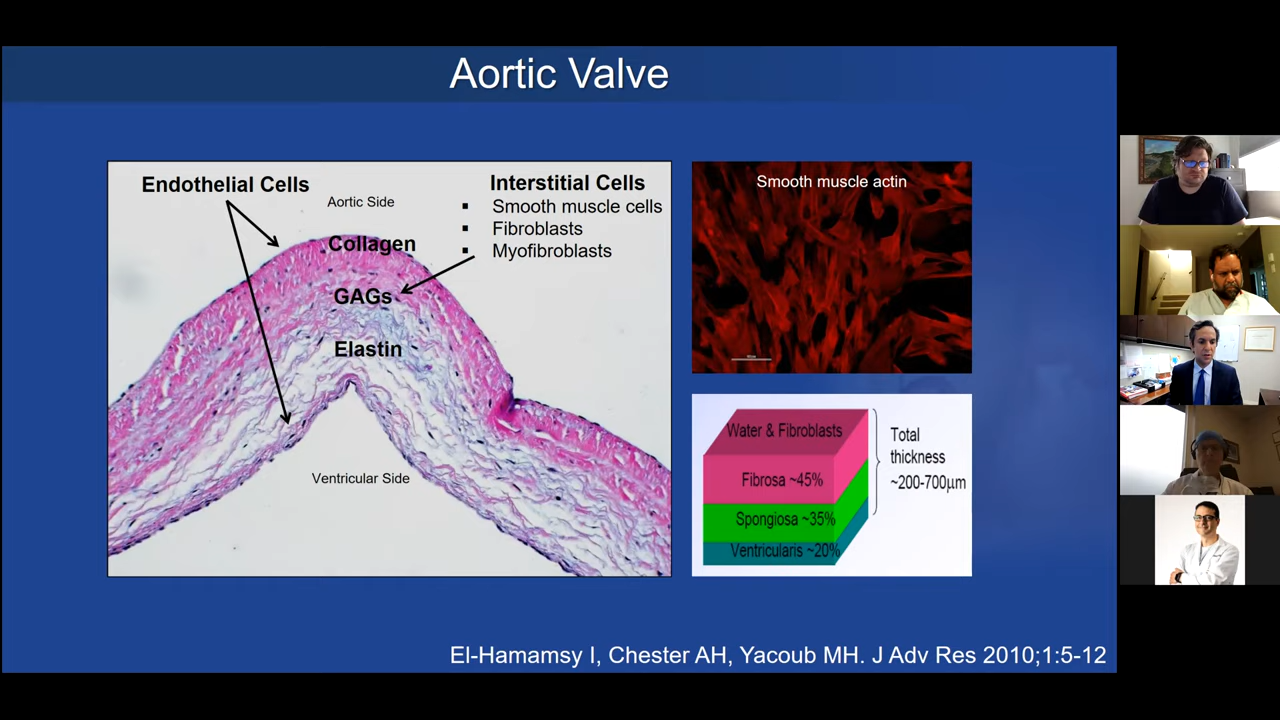 Aortic Valve
Endothelial Cells
Aortic Side
Interstitial Cells
▪ Smooth muscle cells
▪ Fibroblasts
▪ Myofibroblasts
Collagen
GAGs
Elastin
Ventricular Side
Smooth muscle actin
Water & Fibroblasts
Fibrosa ~45%
Spongiosa ~35%
Ventricularis ~20%
Total
thickness
~200-700µm
El-Hamamsy I, Chester AH, Yacoub MH. J Adv Res 2010;1:5-12